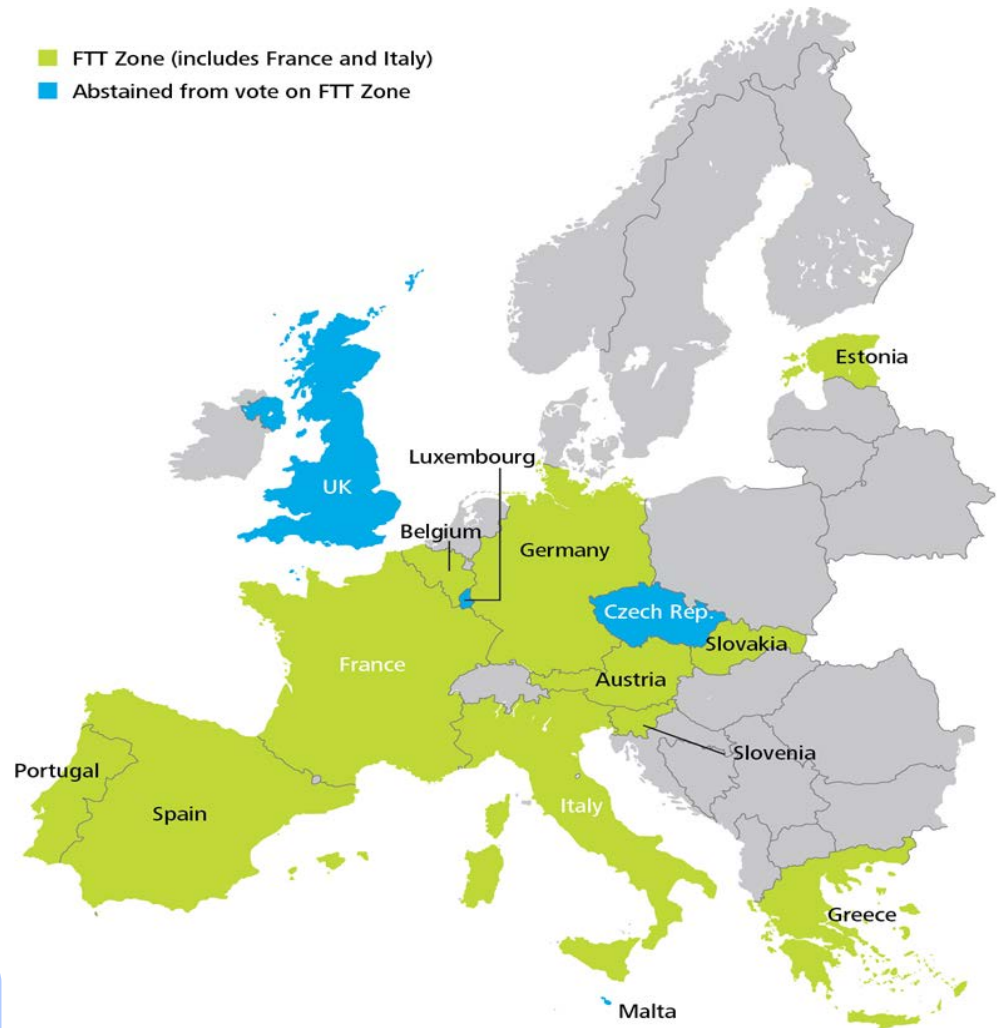 FTT Zone (includes France and Italy)
Abstained from vote on FTT Zone
Estonia
Luxembourg
UK
Belgium
Germany
Czech Rep.
Slovakia
France
Austria
Slovenia
Portugal
Spain
Italy
Greece
Malta